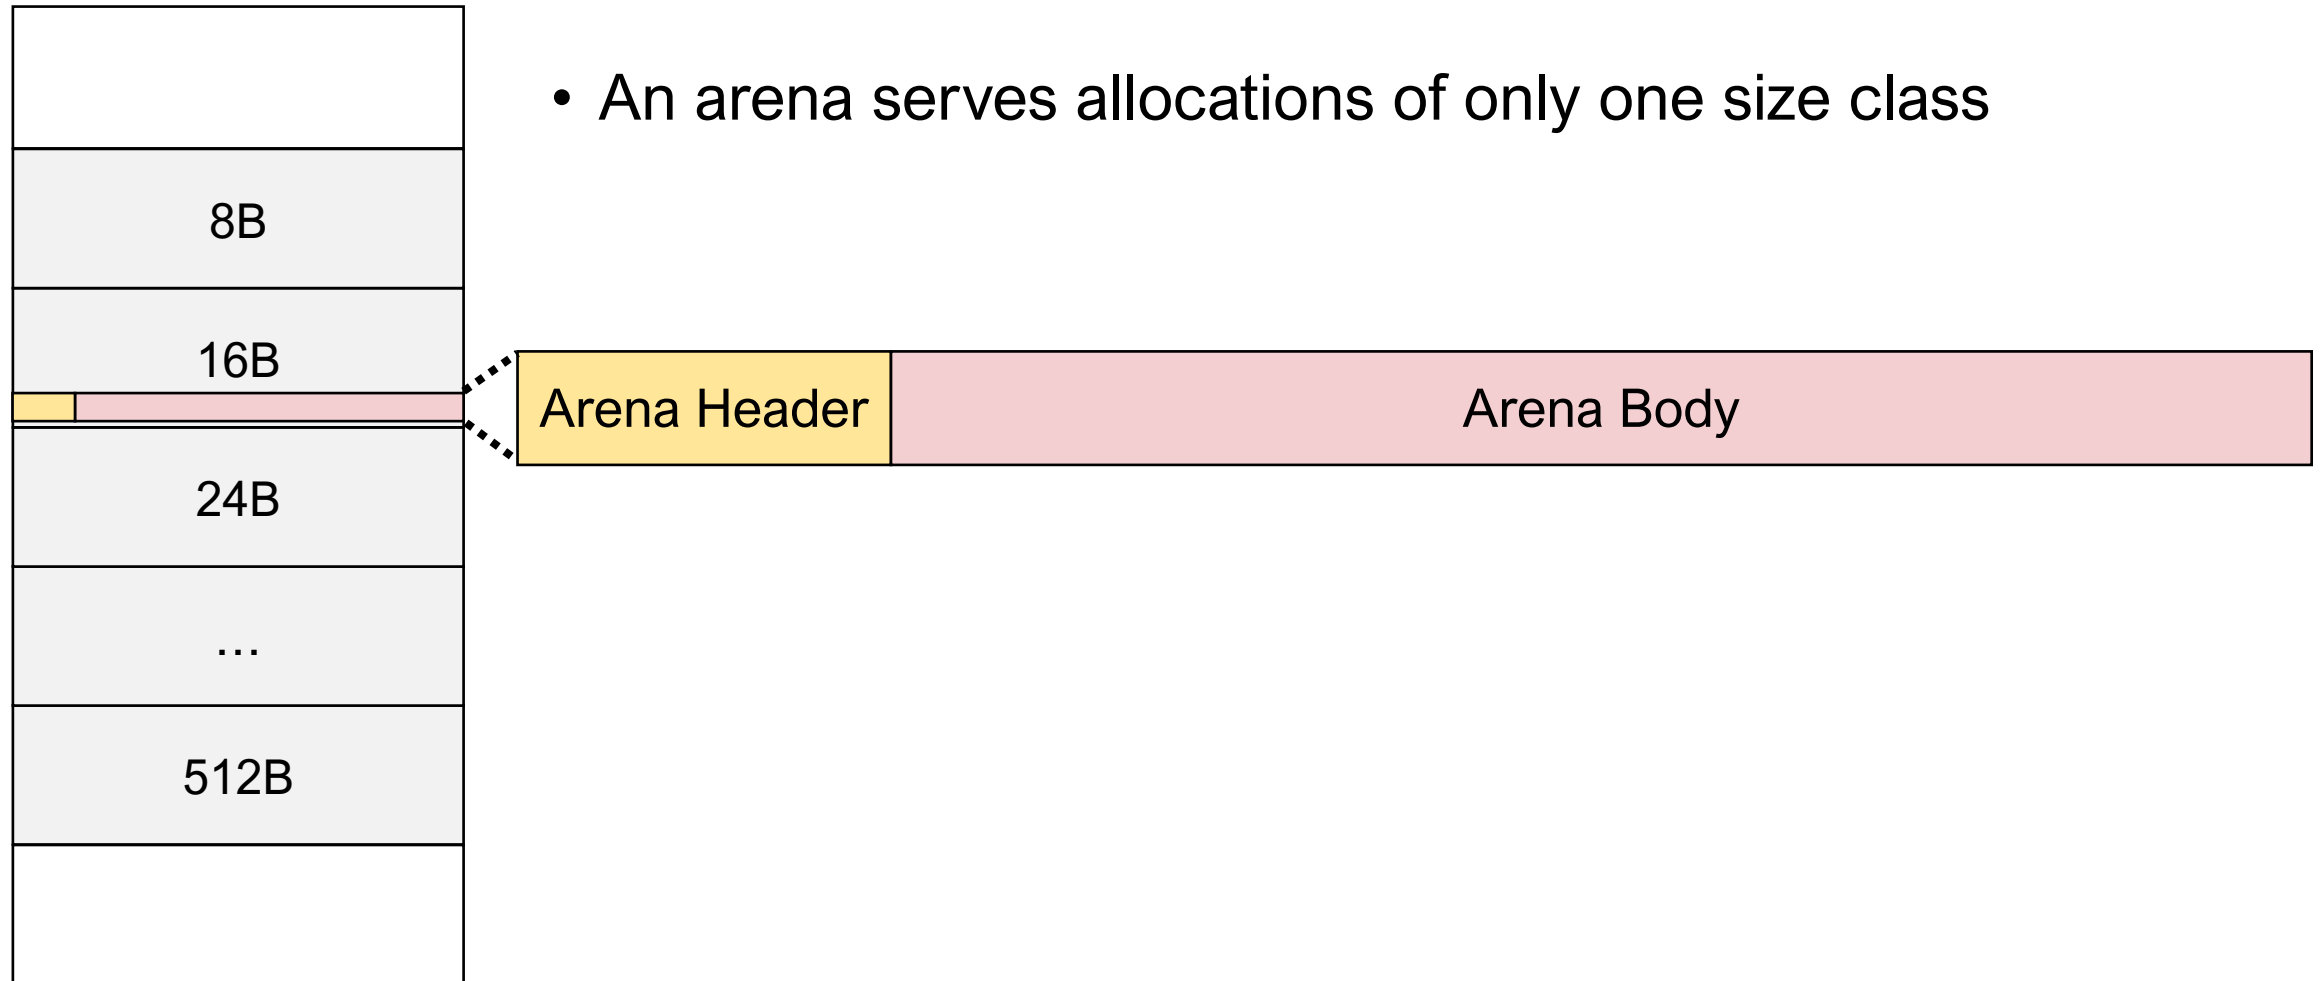 • An arena serves allocations of only one size class
8B
16B
Arena Header
Arena Body
24B
...
512B